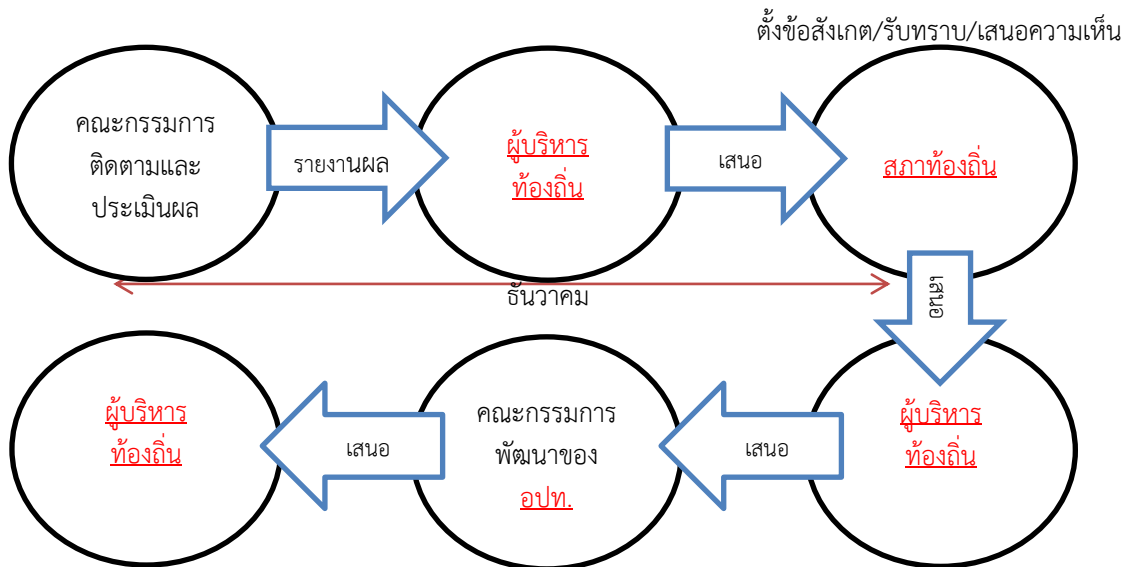 ตั้งข้อสังเกต/รับทราบ/เสนอความเห็น
คณะกรรมการ
ติดตามและ
ประเมินผล
รายงานผล
ผู้บริหาร
ท้องถิ่น
เสนอ
สภาท้องถิ่น
ธันวาคม
เสนอ
ผู้บริหาร
ท้องถิ่น
เสนอ
คณะกรรมการ
พัฒนาของ
อปท.
เสนอ
ผู้บริหาร
ท้องถิ่น